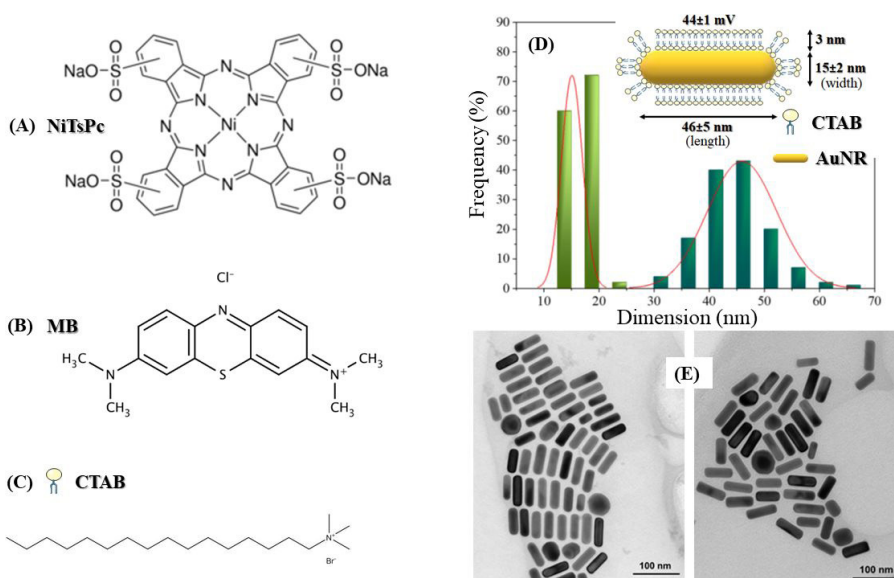 (A) NiTsPc
NaO
S
O
O
N
N
N
N
Ni
N
N
N
N
NaO
S
O
O
O
O
S
ONa
O
O
S
ONa
(B) MB
Cl⁻
N
H₃C
N
CH₃
S
N⁺
CH₃
CH₃
(C) CTAB
N⁺
Br⁻
(D)
44±1 mV
3 nm
15±2 nm
(width)
46±5 nm
(length)
CTAB
AuNR
Frequency (%)
90
80
70
60
50
40
30
20
10
0
10 20 30 40 50 60 70
Dimension (nm)
(E)
100 nm
100 nm